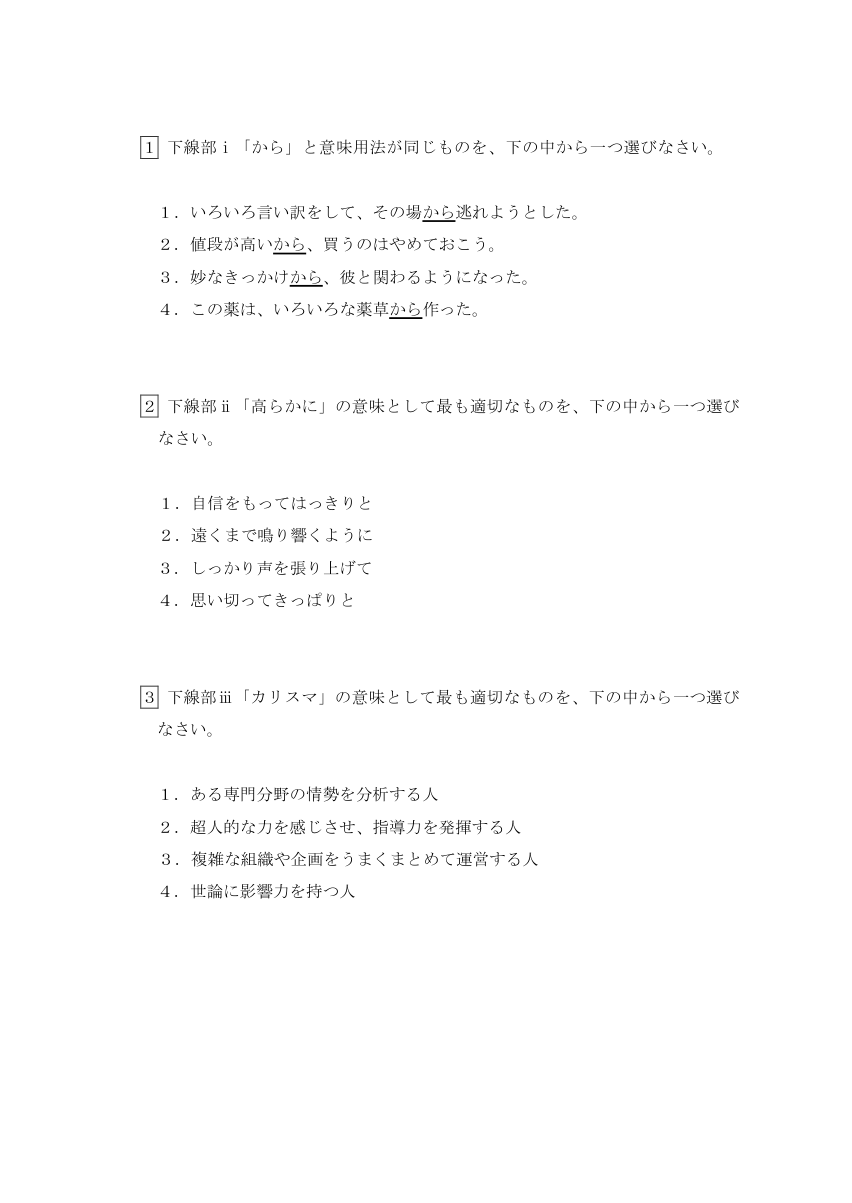 １ 下線部ⅰ「から」と意味用法が同じものを、下の中から一つ選びなさい。
１．いろいろ言い訳をして、その場から逃れようとした。
２．値段が高いから、買うのはやめておこう。
３．妙なきっかけから、彼と関わるようになった。
４．この薬は、いろいろな薬草から作った。
２ 下線部ⅱ「高らかに」の意味として最も適切なものを、下の中から一つ選び
なさい。
１．自信をもってはっきりと
２．遠くまで鳴り響くように
３．しっかり声を張り上げて
４．思い切ってきっぱりと
３ 下線部ⅲ「カリスマ」の意味として最も適切なものを、下の中から一つ選び
なさい。
１．ある専門分野の情勢を分析する人
２．超人的な力を感じさせ、指導力を発揮する人
３．複雑な組織や企画をうまくまとめて運営する人
４．世論に影響力を持つ人